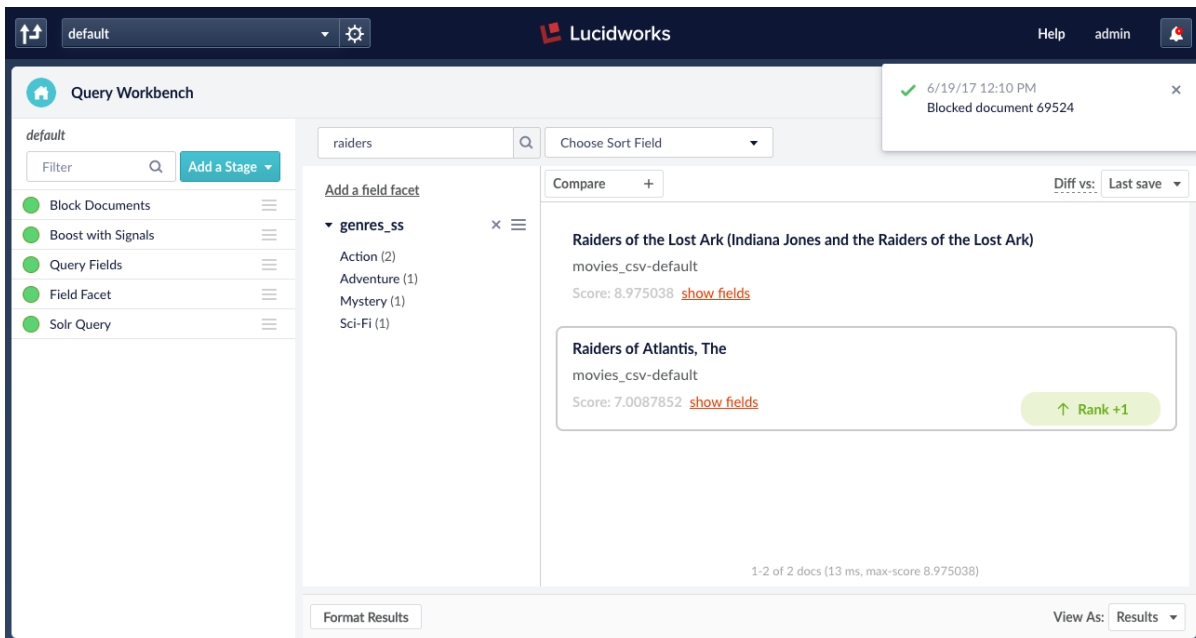 default
Lucidworks
Help
admin
Query Workbench
6/19/17 12:10 PM
Blocked document 69524
default
Filter
Add a Stage
Block Documents
Boost with Signals
Query Fields
Field Facet
Solr Query
raiders
Choose Sort Field
Add a field facet
genres_ss
Action (2)
Adventure (1)
Mystery (1)
Sci-Fi (1)
Compare +
Diff vs: Last save
Raiders of the Lost Ark (Indiana Jones and the Raiders of the Lost Ark)
movies_csv-default
Score: 8.975038 show fields
Raiders of Atlantis, The
movies_csv-default
Score: 7.0087852 show fields
Rank +1
1-2 of 2 docs (13 ms, max-score 8.975038)
Format Results
View As: Results